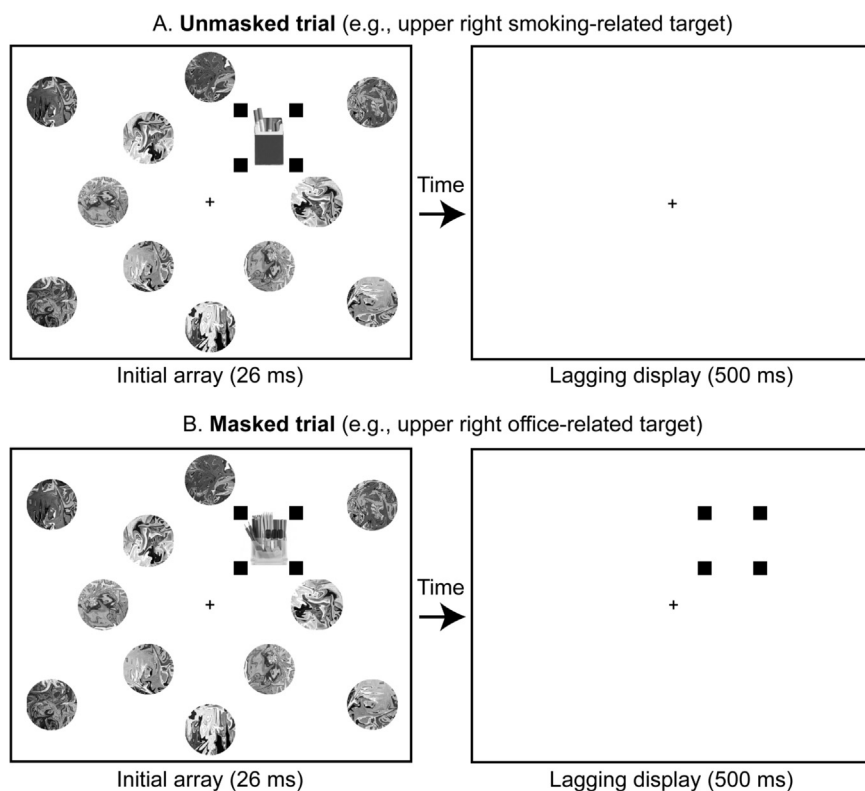 A. Unmasked trial (e.g., upper right smoking-related target)
Time
Initial array (26 ms)
Lagging display (500 ms)
B. Masked trial (e.g., upper right office-related target)
Time
Initial array (26 ms)
Lagging display (500 ms)